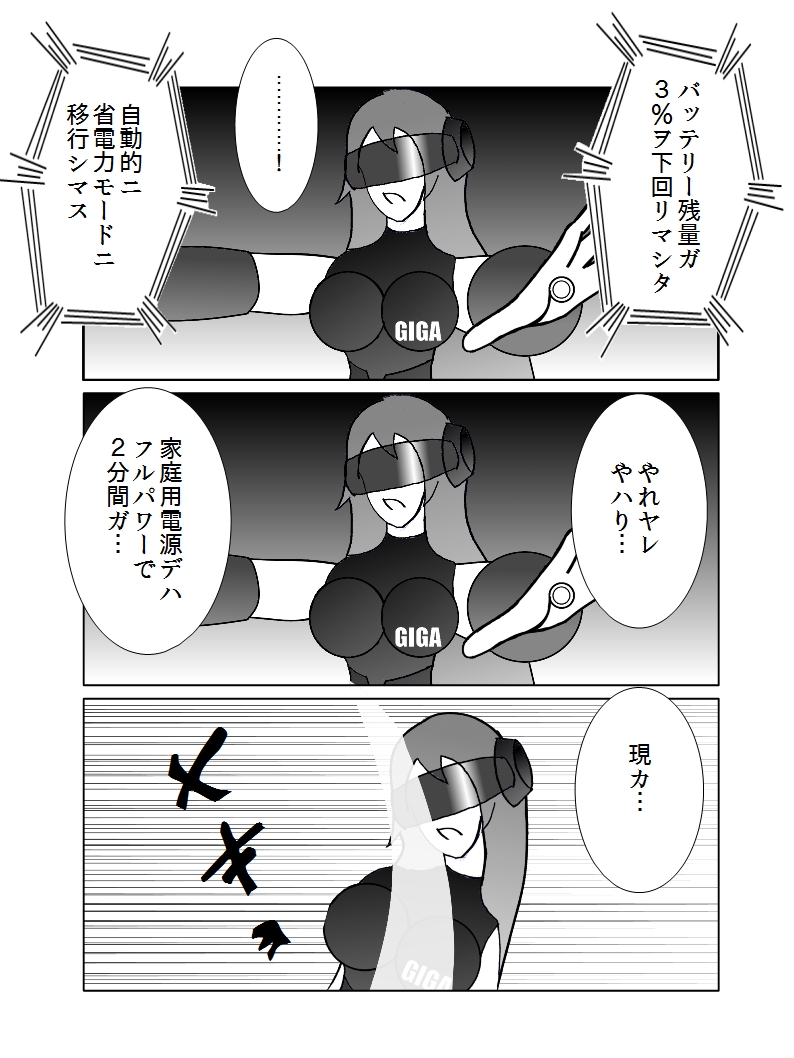 バッテリー残量ガ
３％ヲ下回リマシタ
…………！
自動的ニ
省電力モードニ
移行シマス
GIGA
やれヤレ
やハり…
家庭用電源デハ
フルパワーで
２分間ガ…
GIGA
現カ…
メキョ
GIGA